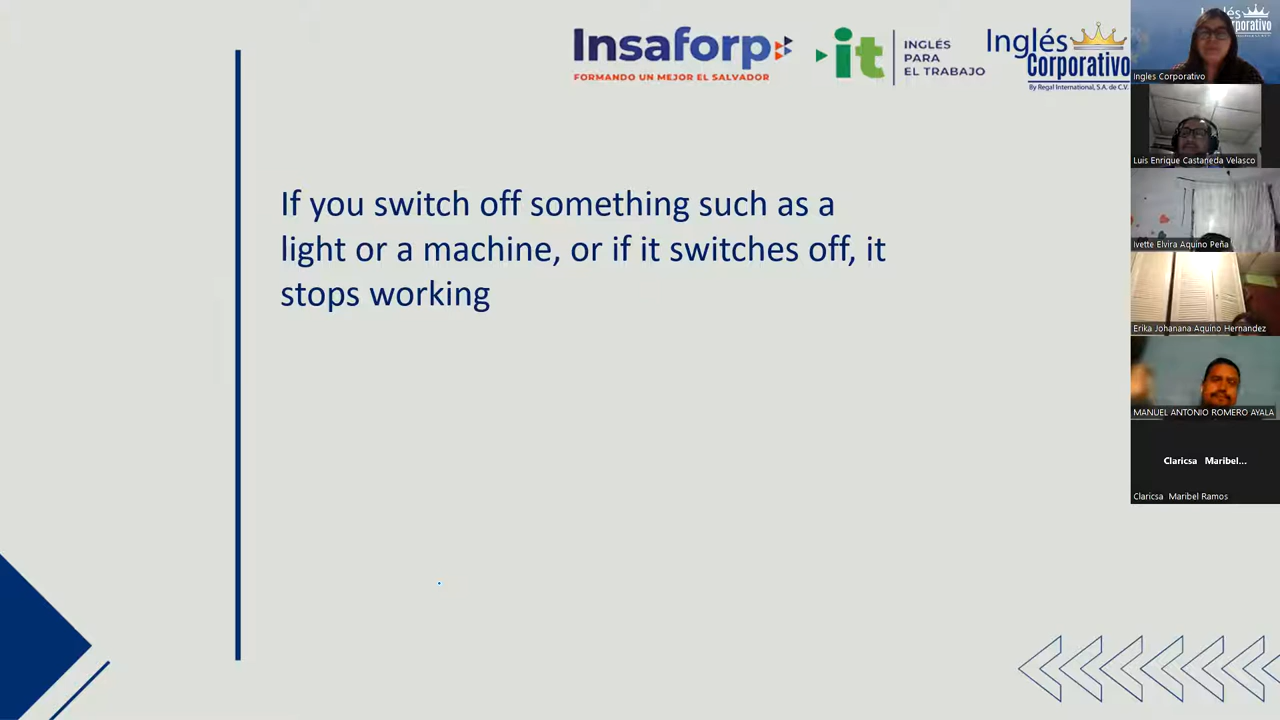 Insaforp
FORMANDO UN MEJOR EL SALVADOR
it
INGLÉS
PARA
EL TRABAJO
Inglés
Corporativo
By Regal International, S.A. de C.V.
If you switch off something such as a
light or a machine, or if it switches off, it
stops working
Ingles Corporativo
Luis Enrique Castaneda Velasco
Ivette Elvira Aquino Peña
Erika Johanana Aquino Hernandez
MANUEL ANTONIO ROMERO AYALA
Claricsa Maribel...
Claricsa Maribel Ramos